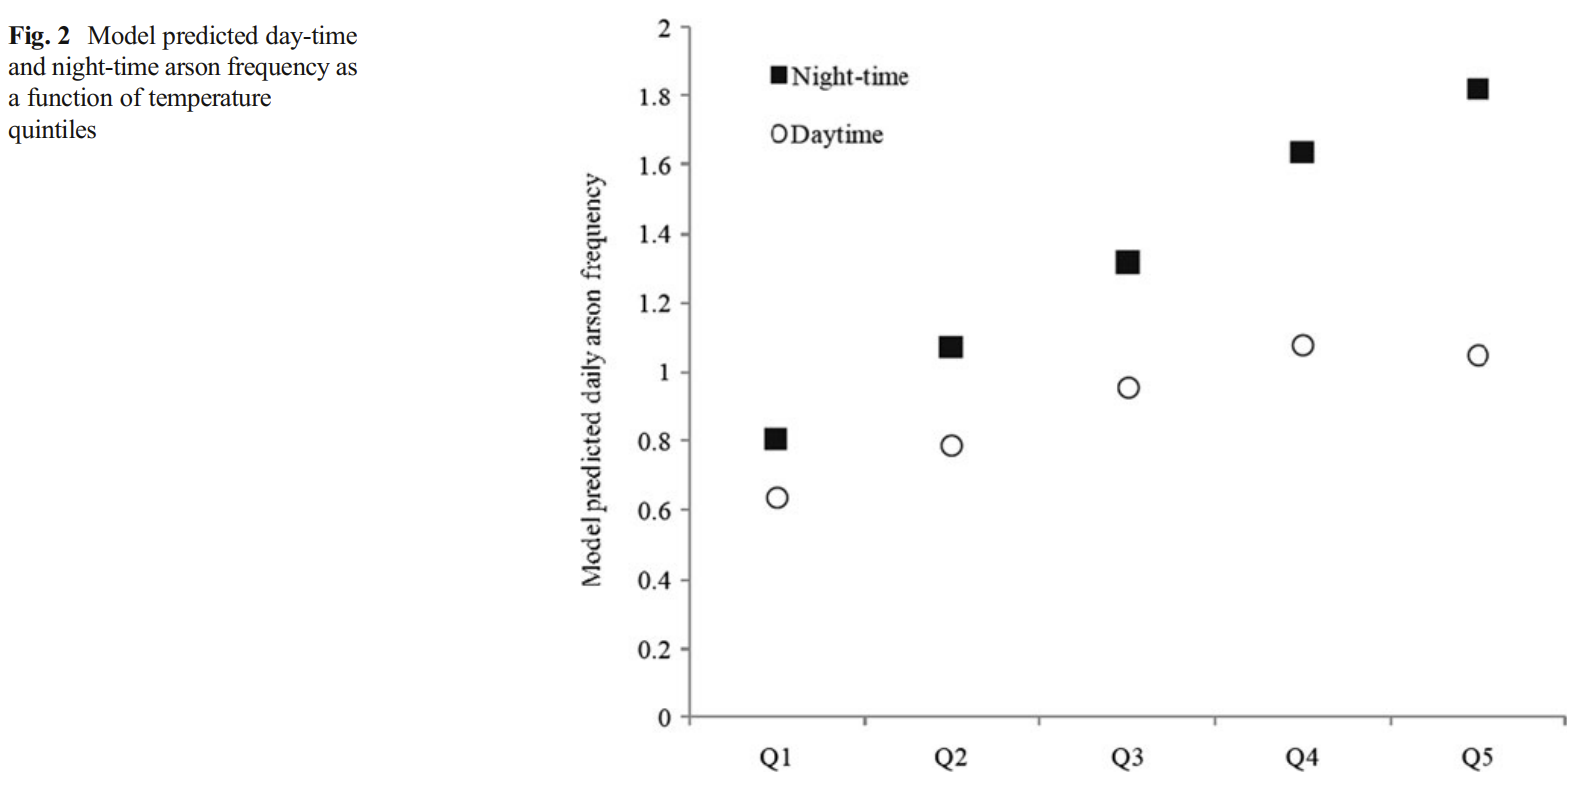 Fig. 2 Model predicted day-time
and night-time arson frequency as
a function of temperature
quintiles
Model predicted daily arson frequency
2
1.8
1.6
1.4
1.2
1
0.8
0.6
0.4
0.2
0
Night-time
Daytime
Q1 Q2 Q3 Q4 Q5